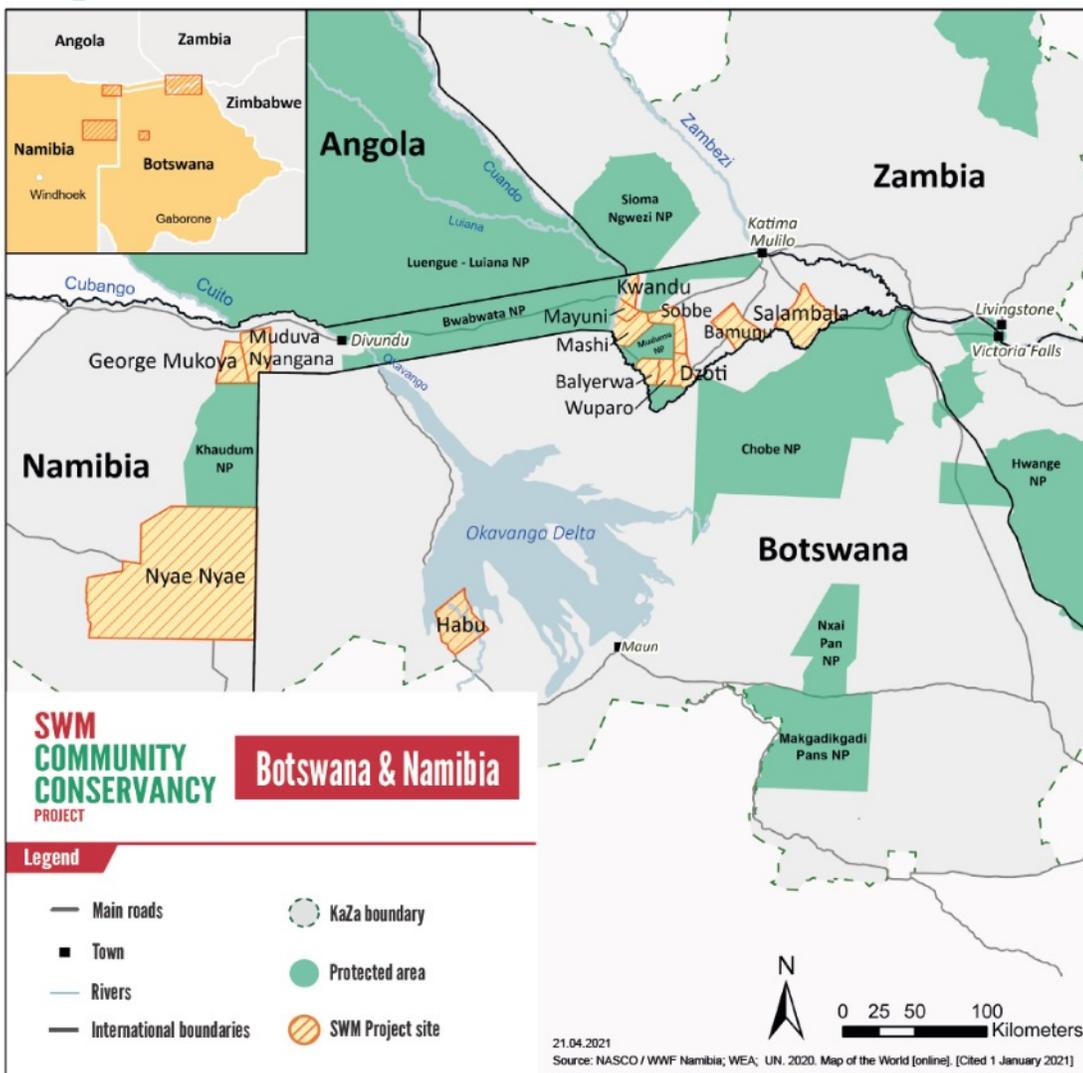 Angola
Zambia
Zimbabwe
Namibia
Botswana
Windhoek
Gaborone
Angola
Zambezi
Zambia
Cuando
Sioma
Ngwezi NP
Luiana
Katima
Mulilo
Luengue - Luiana NP
Cubango
Cuito
Kwandu
Bwabwata NP
Mayuni
Sobbe
Salambala
Livingstone
Muduva
Nyangana
Divundu
Bamunu
Victoria Falls
George Mukoya
Mashi
Mudumu
NP
Okavango
Balyerwa
Dzoti
Wuparo
Namibia
Khaudum
NP
Chobe NP
Hwange
NP
Okavango Delta
Botswana
Nyae Nyae
Habu
Nxai
Pan
NP
Maun
Makgadikgadi
Pans NP
SWM
COMMUNITY
CONSERVANCY
PROJECT
Botswana & Namibia
Legend
Main roads
Town
Rivers
International boundaries
KaZa boundary
Protected area
SWM Project site
N
0 25 50 100
Kilometers
21.04.2021
Source: NASCO / WWF Namibia; WEA; UN. 2020. Map of the World [online]. [Cited 1 January 2021]